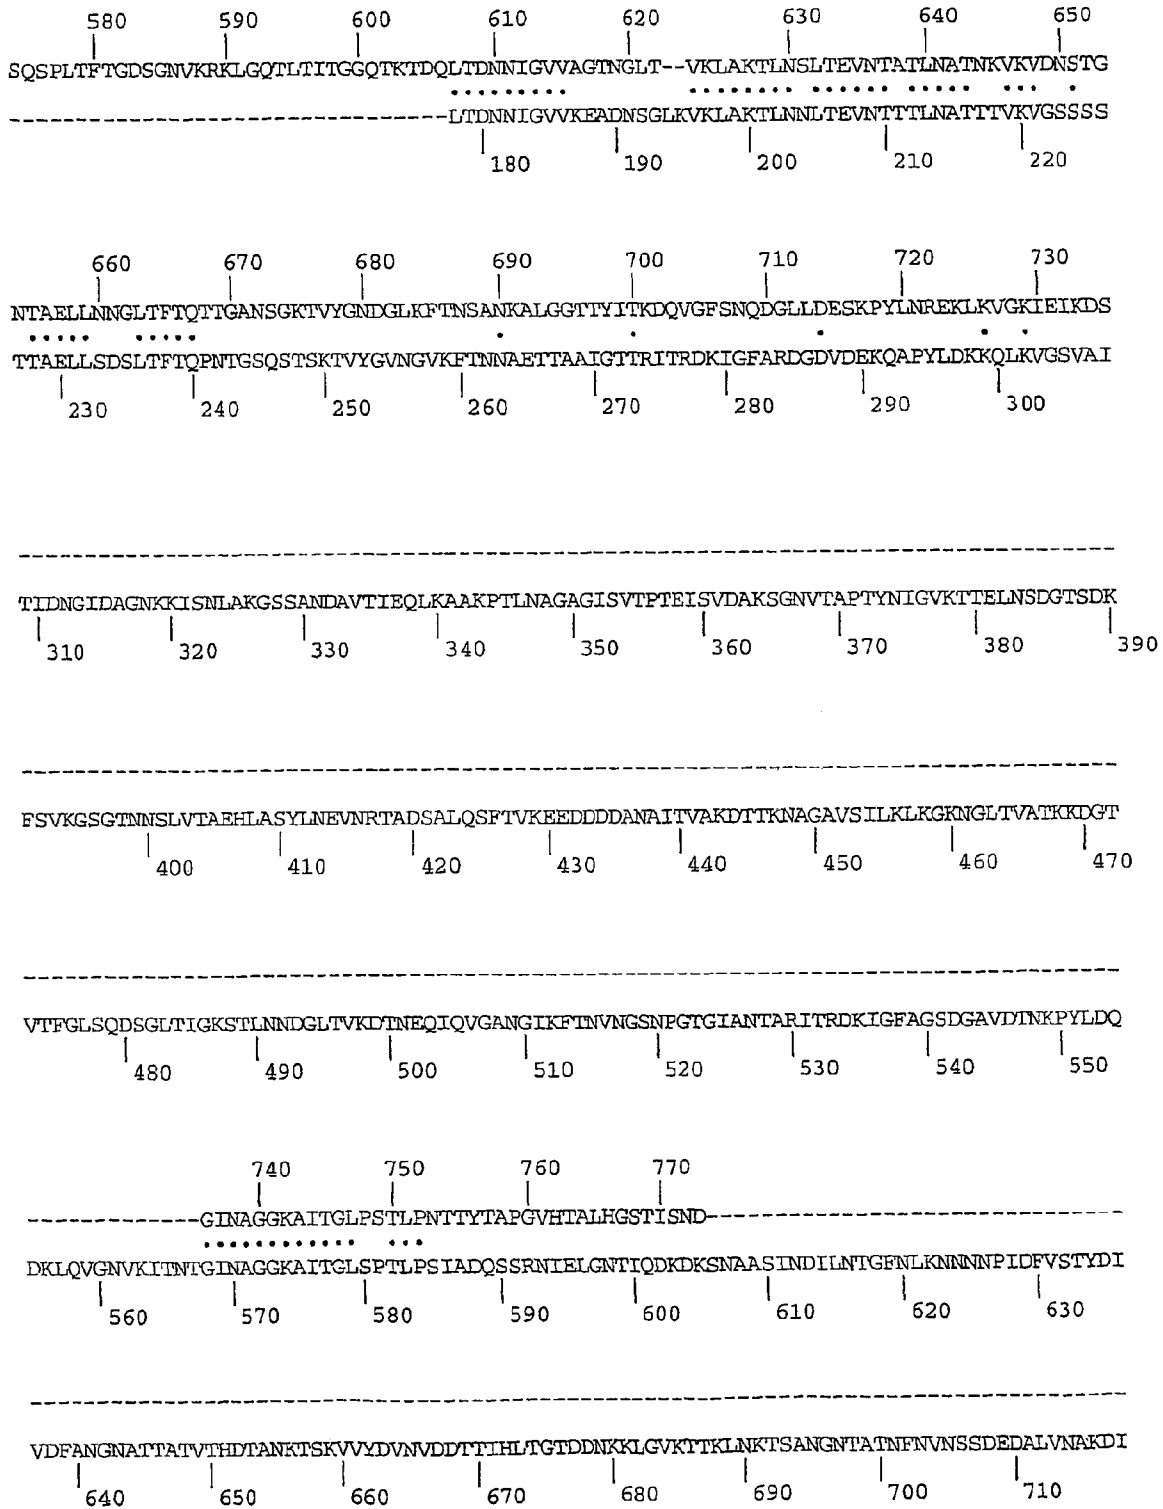 580 590 600 610 620 630 640 650
SQSPLTFTGDSGNVKRKLGQTLTITGGQTKTDQLTDNNIGVVAGTNGLT--VKLAKTLNSLTEVNTATLNATNKVKVDNSTG
---------------------------------LTDNNIGVVKEADNSGLKVKLAKTLNNLTEVNTTTLNATTTVKVGSSSS
180 190 200 210 220
660 670 680 690 700 710 720 730
NTAELLNNGLTFTQTTGANSGKTVYGNDGLKFTNSANKALGGTTYITKDQVGFSNQDGLLDESKPYLNREKLKVGKIEIKDS
TTAELLSDSLTFTQPNTGSQSTSKTVYGVNGVKFTNNAETTAAIGTTRITRDKIGFARDGDVDEKQAPYLDKKQLKVGSVAI
230 240 250 260 270 280 290 300
----------------------------------------------------------------------------------
TIDNGIDAGNKKISNLAKGSSANDAVTIEQLKAAKPTLNAGAGISVTPTEISVDAKSGNVTAPTYNIGVKTTELNSDGTSDK
310 320 330 340 350 360 370 380 390
----------------------------------------------------------------------------------
FSVKGSGTNNSLVTAEHLASYLNEVNRTADSALQSFTVKEEDDDDANAITVAKDTTKNAGAVSILKLKGKNGLTVATKKDGT
400 410 420 430 440 450 460 470
----------------------------------------------------------------------------------
VTFGLSQDSGLTIGKSTLNNDGLTVKDTNEQIQVGANGIKFTNVNGSNPGTGIANTARITRDKIGFAGSDGAVDTNKPYLDQ
480 490 500 510 520 530 540 550
740 750 760 770
-------------GINAGGKAITGLPSTLPNTTYTAPGVHTALHGSTISND-------------------------------
DKLQVGNVKITNTGINAGGKAITGLSPTLPSIADQSSRNIELGNTIQDKDKSNAASINDILNTGFNLKNNNNPIDFVSTYDI
560 570 580 590 600 610 620 630
----------------------------------------------------------------------------------
VDFANGNATTATVTHDTANKTSKVVYDVNVDDTTIHLTGTDDNKKLGVKTTKLNKTSANGNTATNFNVNSSDEDALVNAKDI
640 650 660 670 680 690 700 710